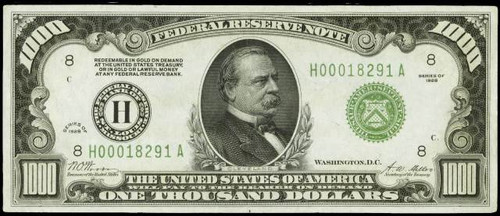 FEDERAL RESERVE NOTE
1000
1000
8
REDEEMABLE IN GOLD ON DEMAND
AT THE UNITED STATES TREASURY,
OR IN GOLD OR LAWFUL MONEY
AT ANY FEDERAL RESERVE BANK.
8
H00018291 A
C
SERIES OF
1928
H
SERIES OF
1928
8
H00018291 A
8
C
CLEVELAND
WASHINGTON, D.C.
THE UNITED STATES OF AMERICA
WILL PAY TO THE BEARER ON DEMAND
1000
ONE THOUSAND DOLLARS
1000